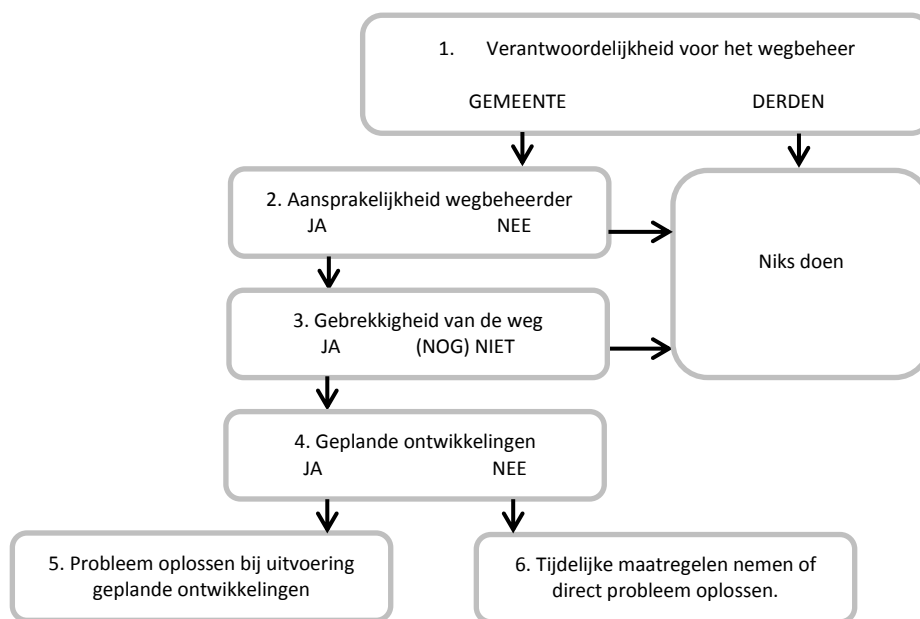 1. Verantwoordelijkheid voor het wegbeheer
GEMEENTE DERDEN
2. Aansprakelijkheid wegbeheerder
JA NEE
Niks doen
3. Gebrekkigheid van de weg
JA (NOG) NIET
4. Geplande ontwikkelingen
JA NEE
5. Probleem oplossen bij uitvoering
geplande ontwikkelingen
6. Tijdelijke maatregelen nemen of
direct probleem oplossen.